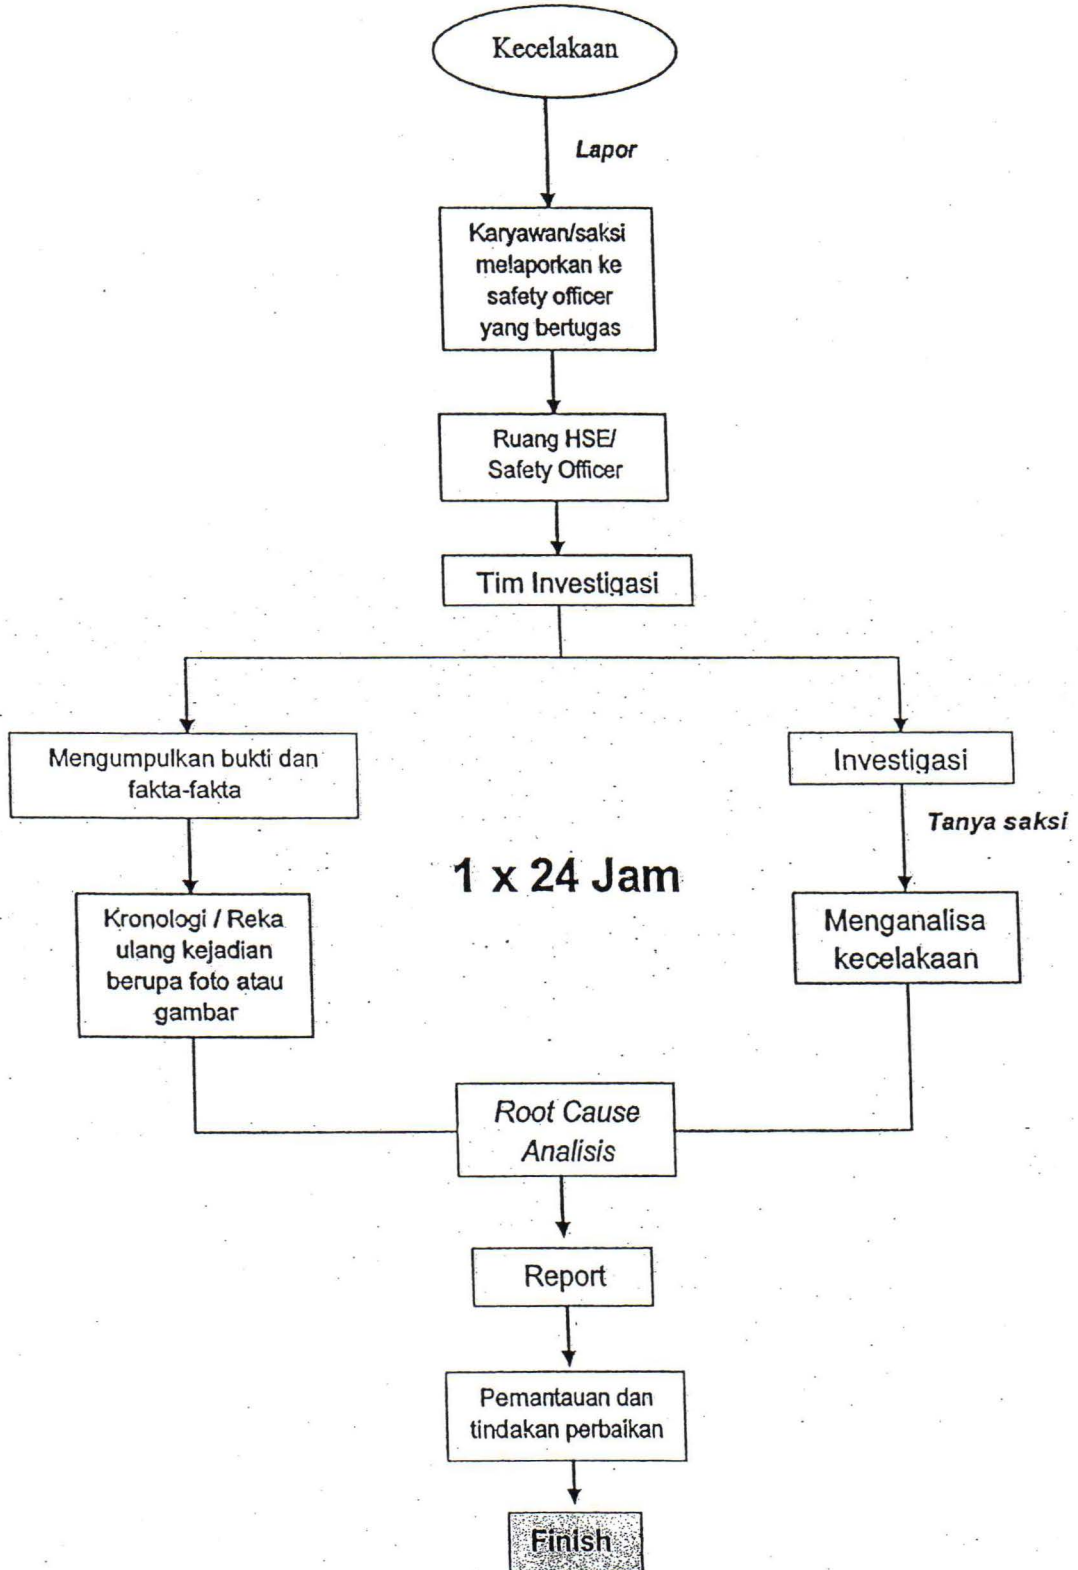 Kecelakaan
Lapor
Karyawan/saksi
melaporkan ke
safety officer
yang bertugas
Ruang HSE/
Safety Officer
Tim Investigasi
Mengumpulkan bukti dan
fakta-fakta
Investigasi
Tanya saksi
1 x 24 Jam
Kronologi / Reka
ulang kejadian
berupa foto atau
gambar
Menganalisa
kecelakaan
Root Cause
Analisis
Report
Pemantauan dan
tindakan perbaikan
Finish